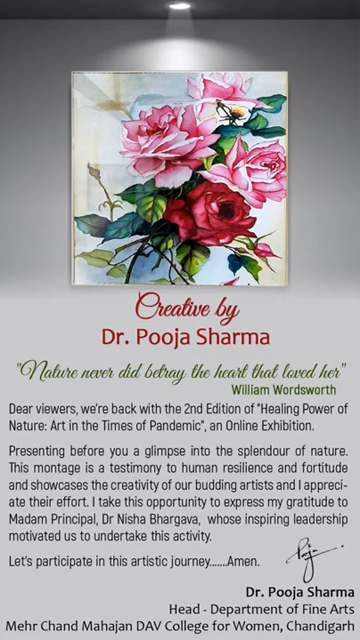 Creative by
Dr. Pooja Sharma
"Nature never did betray the heart that loved her"
William Wordsworth
Dear viewers, we're back with the 2nd Edition of "Healing Power of
Nature: Art in the Times of Pandemic", an Online Exhibition.
Presenting before you a glimpse into the splendour of nature.
This montage is a testimony to human resilience and fortitude
and showcases the creativity of our budding artists and I appreci-
ate their effort. I take this opportunity to express my gratitude to
Madam Principal, Dr Nisha Bhargava, whose inspiring leadership
motivated us to undertake this activity.
Let's participate in this artistic journey......Amen.
Pooja
Dr. Pooja Sharma
Head - Department of Fine Arts
Mehr Chand Mahajan DAV College for Women, Chandigarh